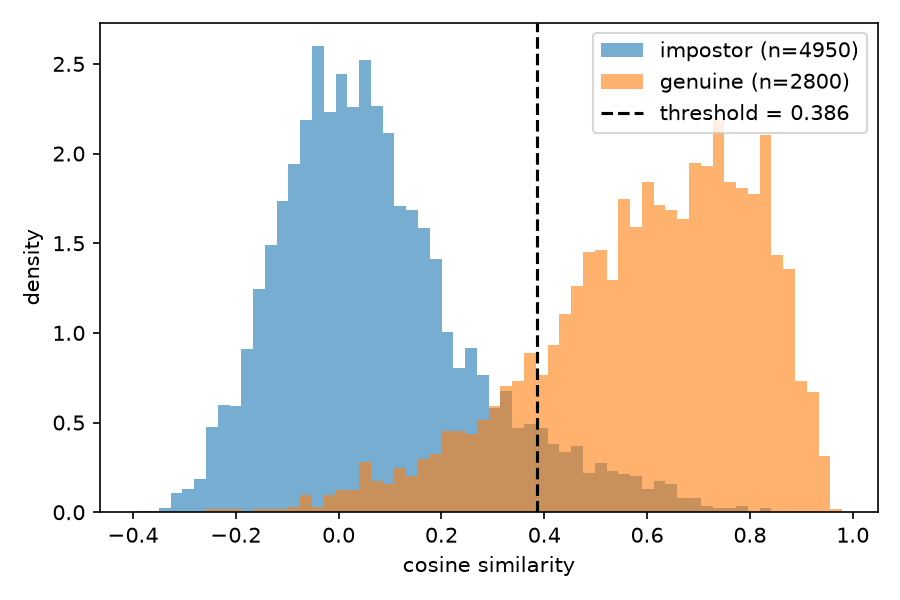 impostor (n=4950)
genuine (n=2800)
threshold = 0.386
density
2.5
2.0
1.5
1.0
0.5
0.0
−0.4 −0.2 0.0 0.2 0.4 0.6 0.8 1.0
cosine similarity